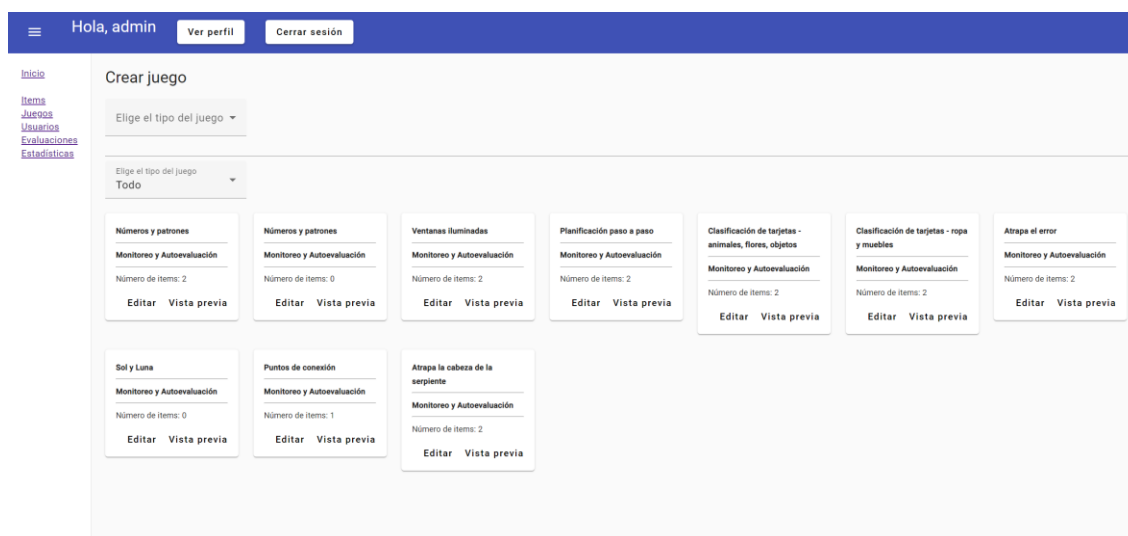 Hola, admin
Ver perfil
Cerrar sesión
Inicio
Items
Juegos
Usuarios
Evaluaciones
Estadísticas
Crear juego
Elige el tipo del juego
Elige el tipo del juego
Todo
Números y patrones
Monitoreo y Autoevaluación
Número de items: 2
Editar Vista previa
Números y patrones
Monitoreo y Autoevaluación
Número de items: 0
Editar Vista previa
Ventanas iluminadas
Monitoreo y Autoevaluación
Número de items: 2
Editar Vista previa
Planificación paso a paso
Monitoreo y Autoevaluación
Número de items: 2
Editar Vista previa
Clasificación de tarjetas -
animales, flores, objetos
Monitoreo y Autoevaluación
Número de items: 2
Editar Vista previa
Clasificación de tarjetas - ropa
y muebles
Monitoreo y Autoevaluación
Número de items: 2
Editar Vista previa
Atrapa el error
Monitoreo y Autoevaluación
Número de items: 2
Editar Vista previa
Sol y Luna
Monitoreo y Autoevaluación
Número de items: 0
Editar Vista previa
Puntos de conexión
Monitoreo y Autoevaluación
Número de items: 1
Editar Vista previa
Atrapa la cabeza de la
serpiente
Monitoreo y Autoevaluación
Número de items: 2
Editar Vista previa